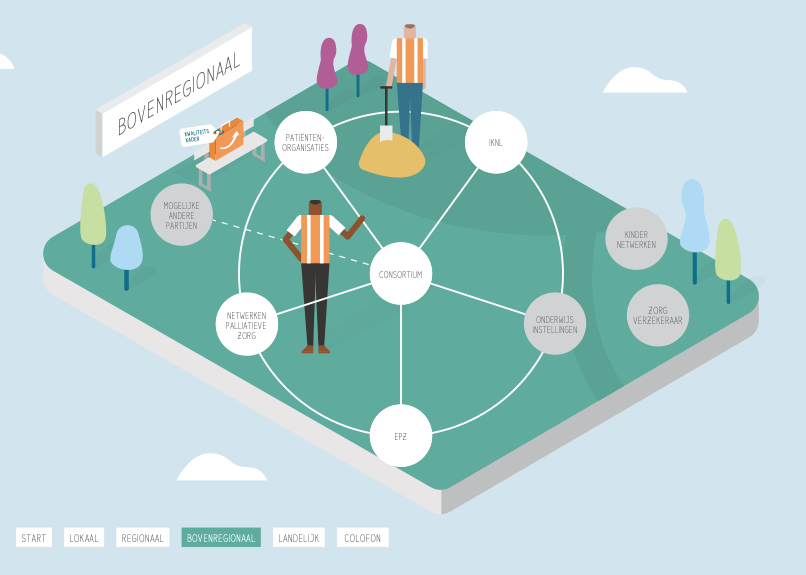 BOVENREGIONAAL
KWALITEITS
KADER
PATIËNTEN-
ORGANISATIES
IKNL
MOGELIJKE
ANDERE
PARTIJEN
KINDER
NETWERKEN
CONSORTIUM
NETWERKEN
PALLIATIEVE
ZORG
ONDERWIJS
INSTELLINGEN
ZORG
VERZEKERAAR
EPZ
START
LOKAAL
REGIONAAL
BOVENREGIONAAL
LANDELIJK
COLOFON